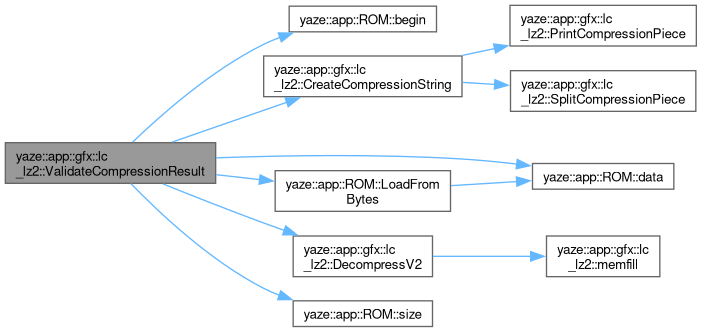 yaze::app::ROM::begin
yaze::app::gfx::lc
_lz2::PrintCompressionPiece
yaze::app::gfx::lc
_lz2::CreateCompressionString
yaze::app::gfx::lc
_lz2::SplitCompressionPiece
yaze::app::gfx::lc
_lz2::ValidateCompressionResult
yaze::app::ROM::LoadFrom
Bytes
yaze::app::ROM::data
yaze::app::gfx::lc
_lz2::DecompressV2
yaze::app::gfx::lc
_lz2::memfill
yaze::app::ROM::size